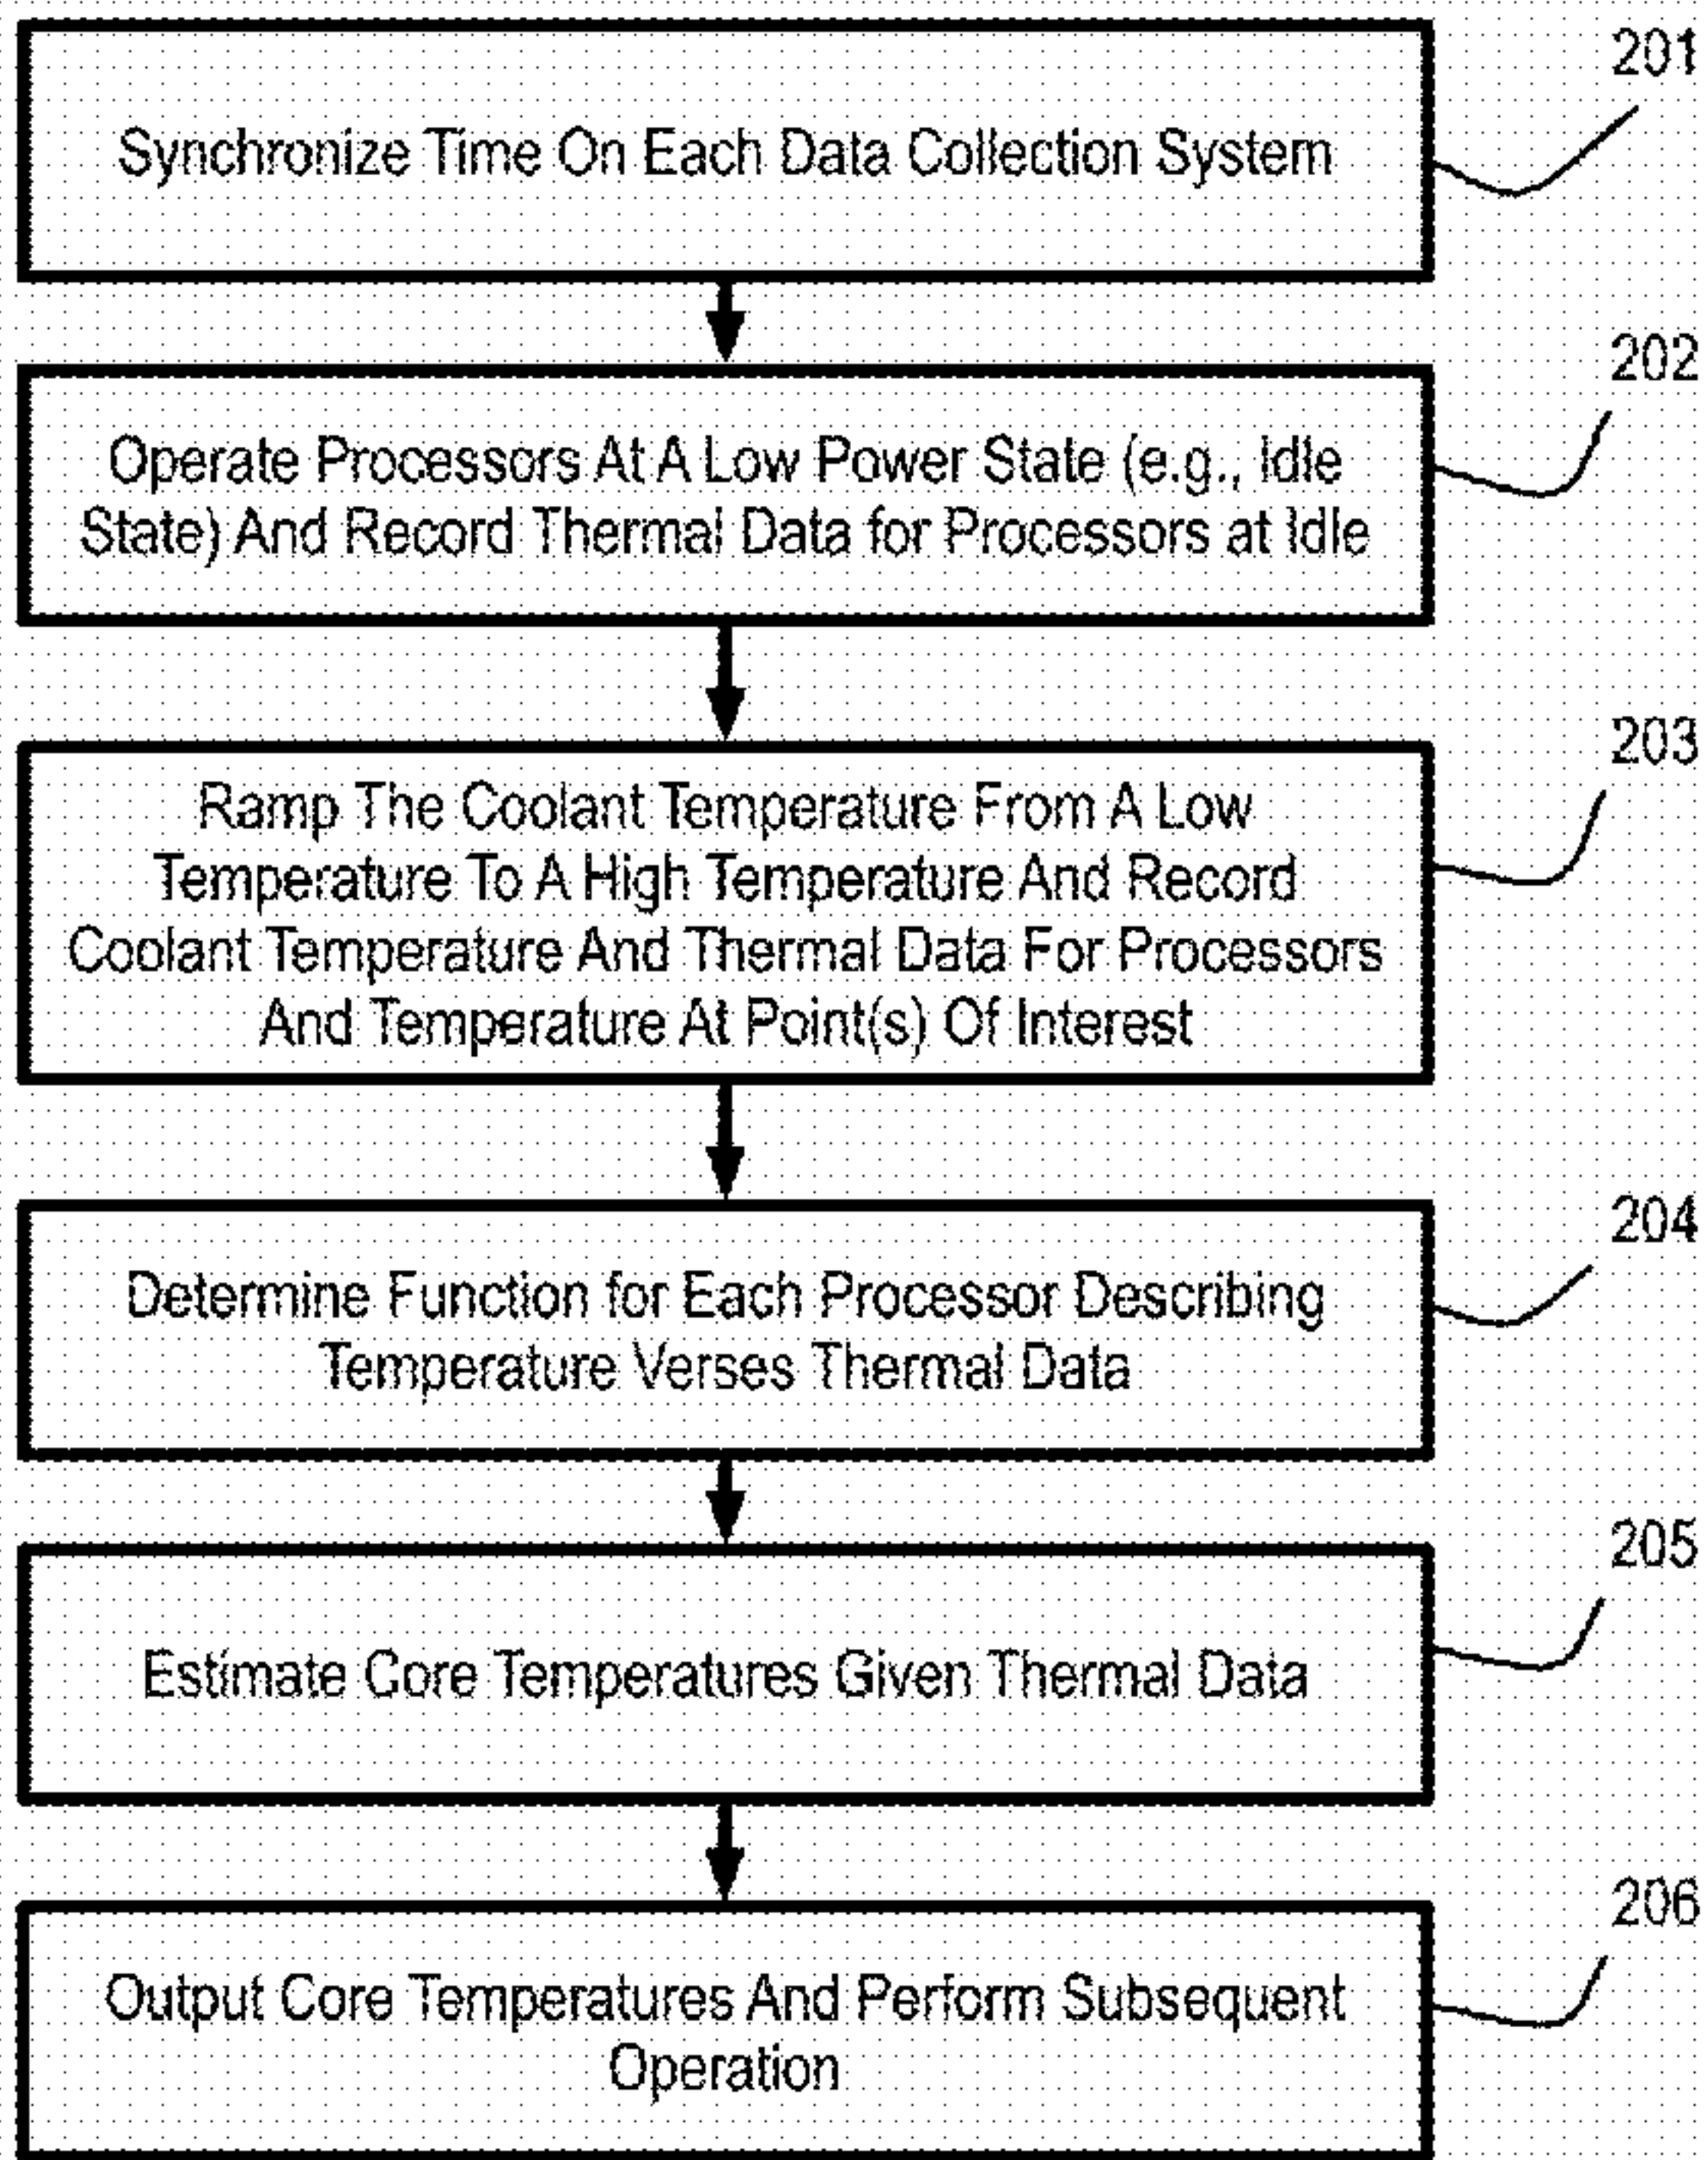 201
Synchronize Time On Each Data Collection System
202
Operate Processors At A Low Power State (e.g., Idle
State) And Record Thermal Data for Processors at Idle
203
Ramp The Coolant Temperature From A Low
Temperature To A High Temperature And Record
Coolant Temperature And Thermal Data For Processors
And Temperature At Point(s) Of Interest
204
Determine Function for Each Processor Describing
Temperature Verses Thermal Data
205
Estimate Core Temperatures Given Thermal Data
206
Output Core Temperatures And Perform Subsequent
Operation